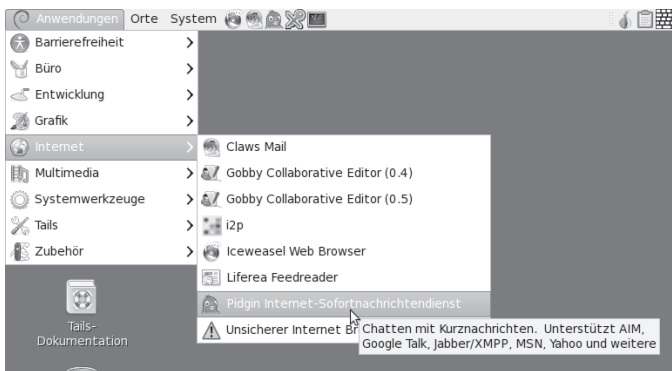 Anwendungen Orte System
Barrierefreiheit
Büro
Entwicklung
Grafik
Internet
Multimedia
Systemwerkzeuge
Tails
Zubehör
Claws Mail
Gobby Collaborative Editor (0.4)
Gobby Collaborative Editor (0.5)
i2p
Iceweasel Web Browser
Liferea Feedreader
Pidgin Internet-Sofortnachrichtendienst
Unsicherer Internet
Chatten mit Kurznachrichten. Unterstützt AIM,
Google Talk, Jabber/XMPP, MSN, Yahoo und weitere
Tails-
Dokumentation